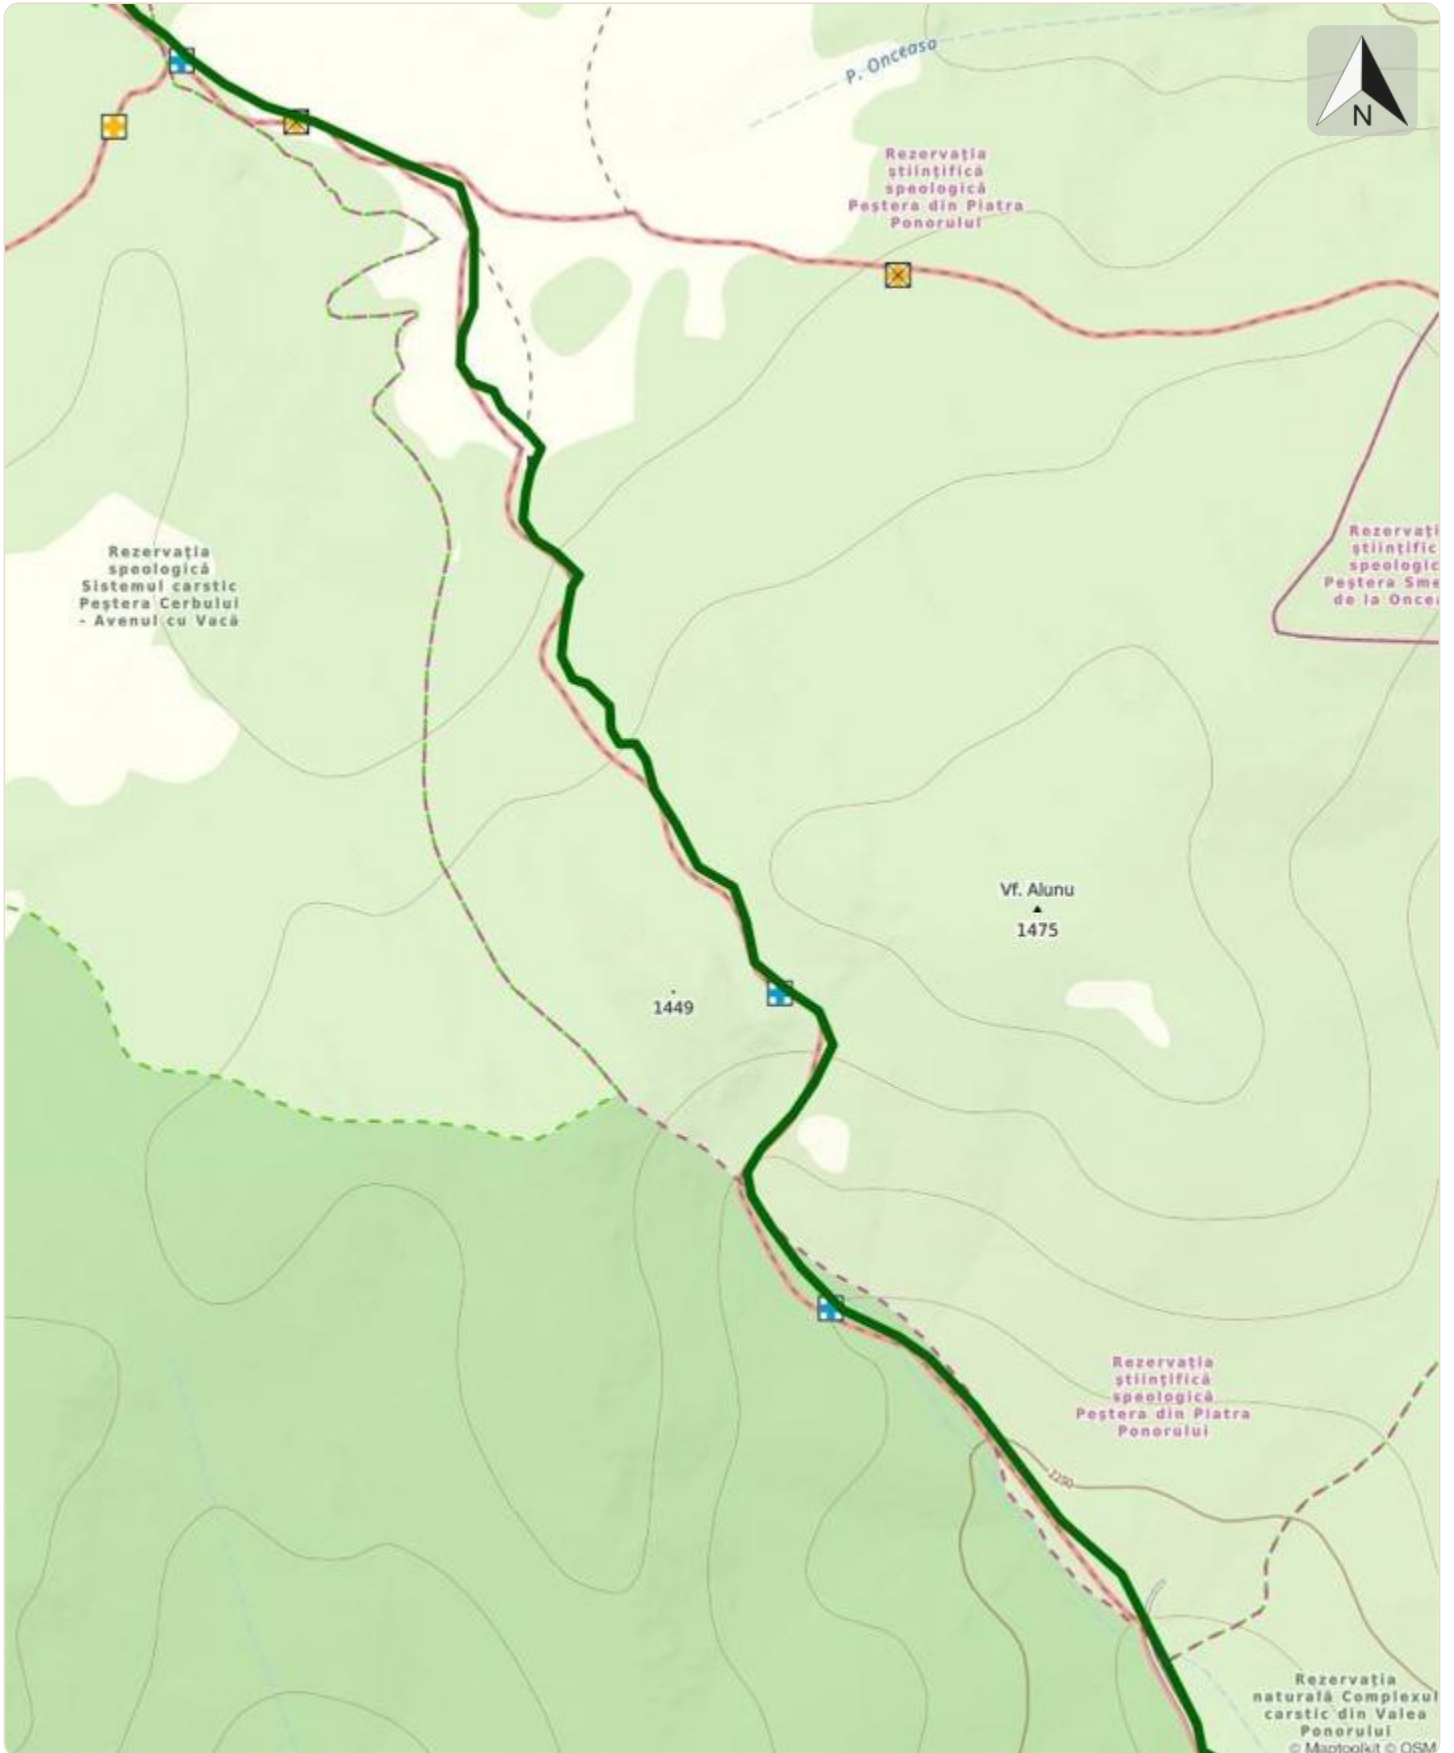 P. Onceasa
N
Rezervația
științifică
speologică
Peștera din Piatra
Ponorului
Rezervația
speologică
Sistemul carstic
Peștera Cerbului
- Avenul cu Vacă
Rezervați
științific
speologic
Peștera Sme
de la Oncea
Vf. Alunu
1475
1449
Rezervația
științifică
speologică
Peștera din Piatra
Ponorului
1250
Rezervația
naturală Complexul
carstic din Valea
Ponorului
© Maptoolkit © OSM